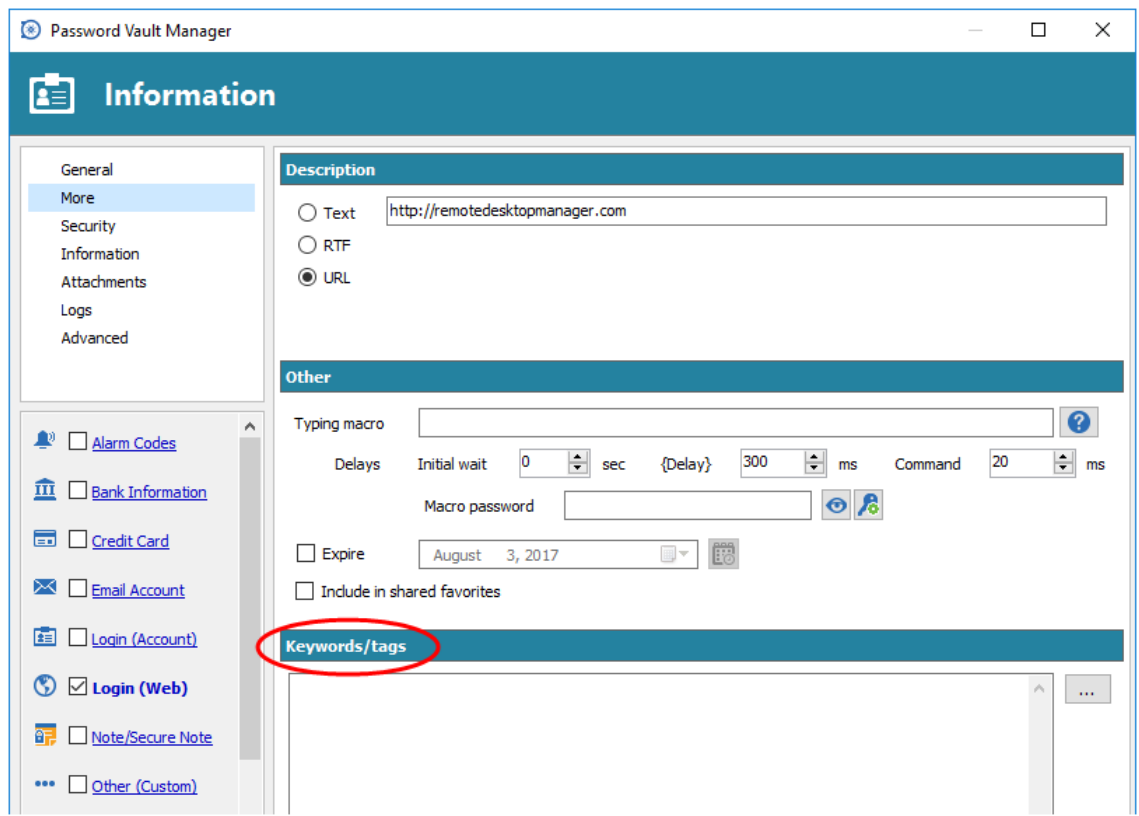 Password Vault Manager
Information
General
More
Security
Information
Attachments
Logs
Advanced
Alarm Codes
Bank Information
Credit Card
Email Account
Login (Account)
Login (Web)
Note/Secure Note
Other (Custom)
Description
Text http://remotedesktopmanager.com
RTF
URL
Other
Typing macro ?
Delays Initial wait 0 sec {Delay} 300 ms Command 20 ms
Macro password
Expire August 3, 2017
Include in shared favorites
Keywords/tags
...